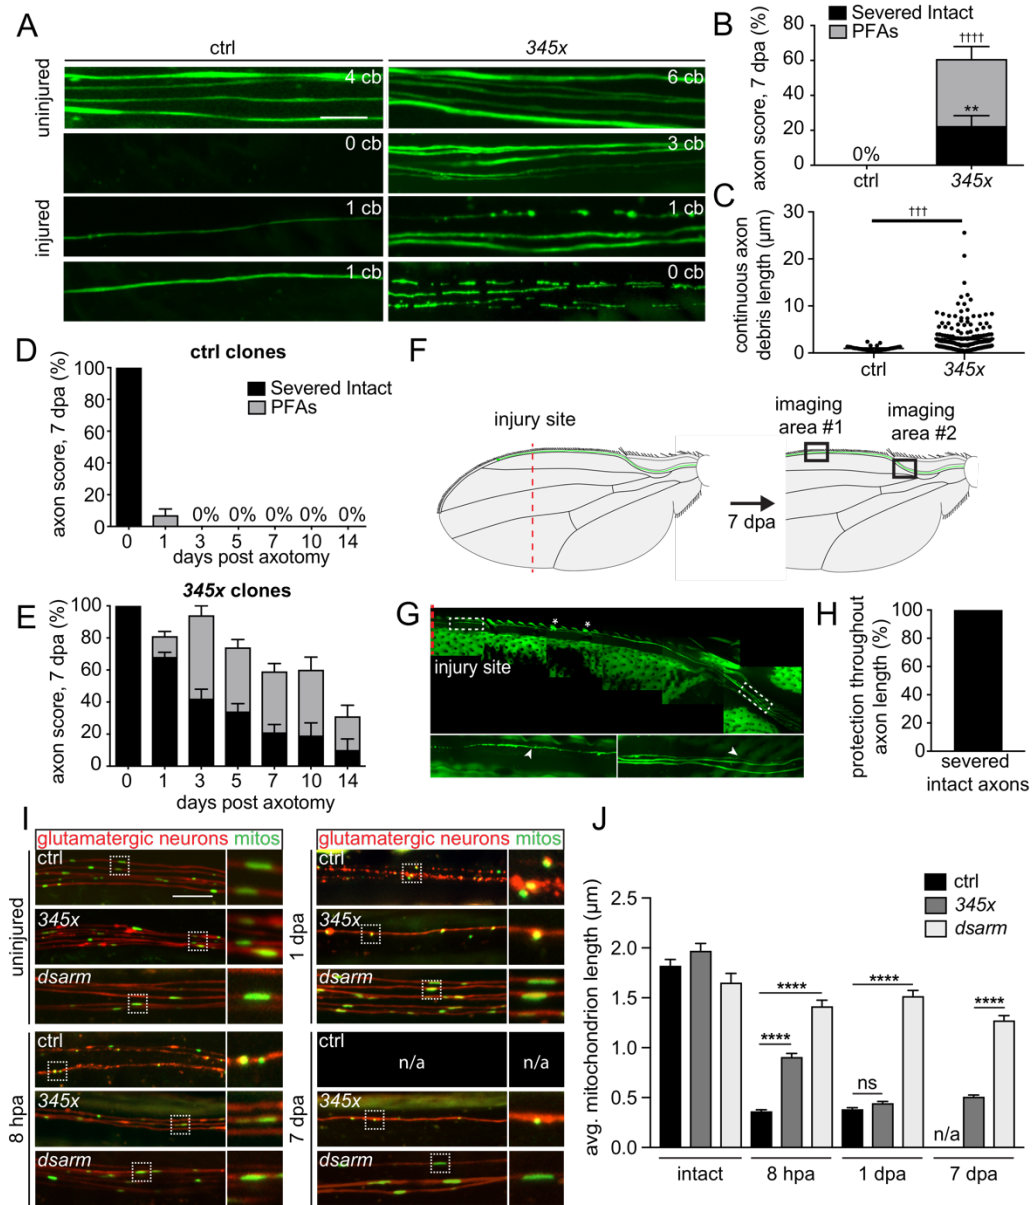 A
ctrl
345x
uninjured
4 cb
6 cb
0 cb
3 cb
injured
1 cb
1 cb
1 cb
0 cb
B
Severed Intact
PFAs
axon score, 7 dpa (%)
80
60
40
20
0
††††
**
0%
ctrl
345x
C
†††
continuous axon
debris length (µm)
30
20
10
0
ctrl
345x
D
ctrl clones
Severed Intact
PFAs
axon score, 7 dpa (%)
100
80
60
40
20
0
0% 0% 0% 0% 0%
0 1 3 5 7 10 14
days post axotomy
E
345x clones
axon score, 7 dpa (%)
100
80
60
40
20
0
0 1 3 5 7 10 14
days post axotomy
F
injury site
7 dpa
imaging
area #1
imaging
area #2
G
* *
injury site
H
protection throughout
axon length (%)
100
80
60
40
20
0
severed
intact axons
I
glutamatergic neurons mitos
uninjured
ctrl
345x
dsarm
8 hpa
ctrl
345x
dsarm
glutamatergic neurons mitos
1 dpa
ctrl
345x
dsarm
7 dpa
ctrl
n/a n/a
345x
dsarm
J
ctrl
345x
dsarm
avg. mitochondrion length (µm)
2.5
2.0
1.5
1.0
0.5
0.0
****
****
****
ns
****
n/a
intact 8 hpa 1 dpa 7 dpa